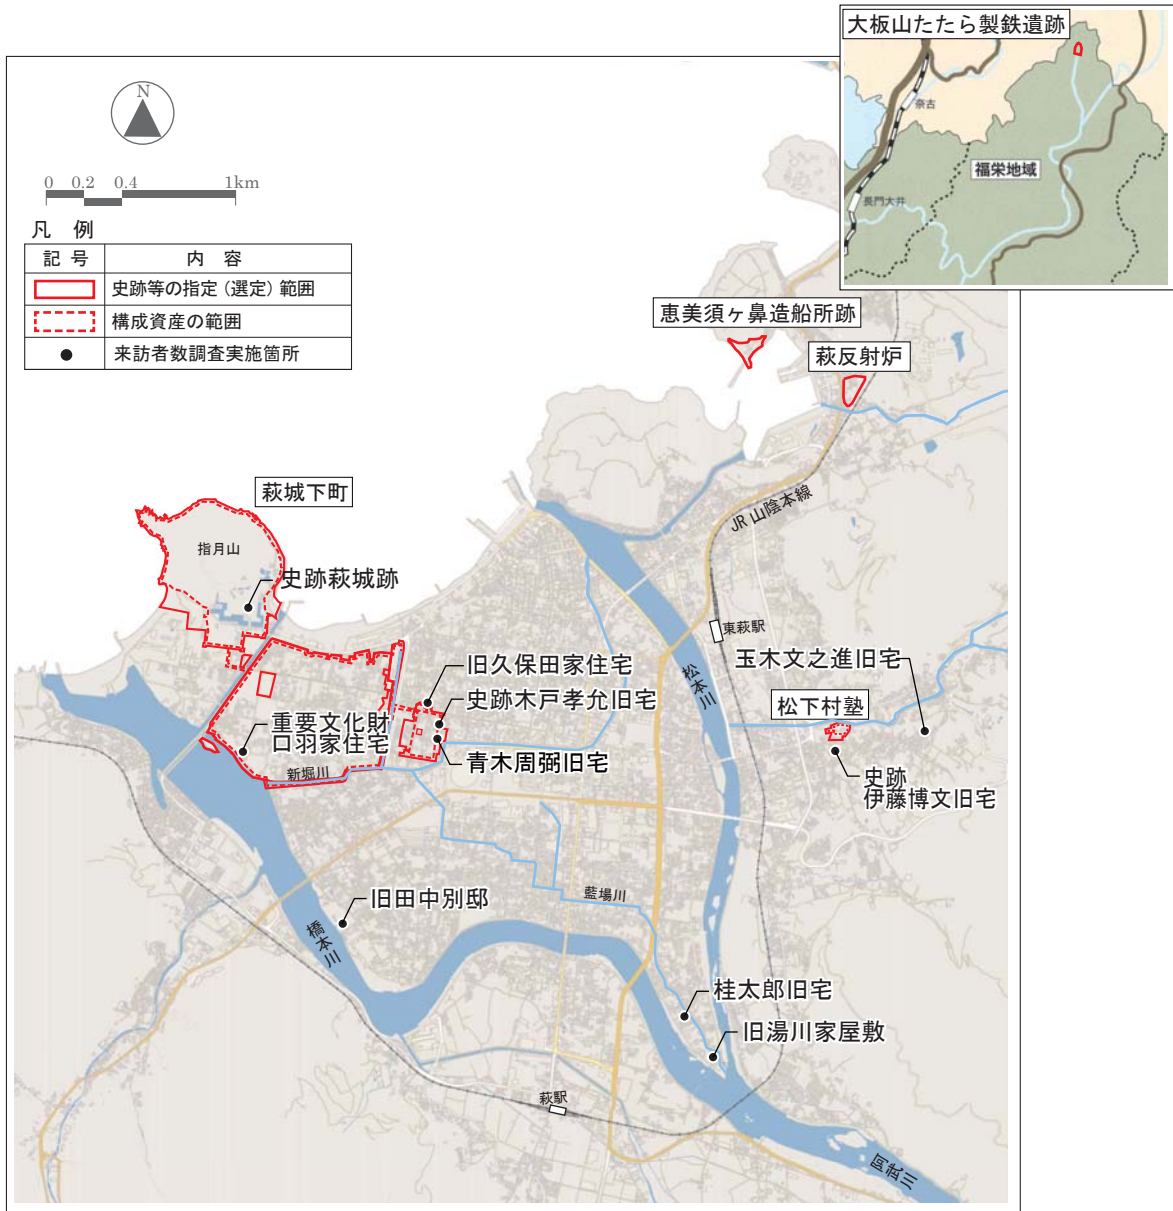 大板山たたら製鉄遺跡
奈古
福栄地域
長門大井
N
0 0.2 0.4 1km
凡 例
記 号 内 容
史跡等の指定（選定）範囲
構成資産の範囲
来訪者数調査実施箇所
恵美須ヶ鼻造船所跡
萩反射炉
萩城下町
指月山
史跡萩城跡
JR山陰本線
東萩駅
松本川
玉木文之進旧宅
松下村塾
史跡
伊藤博文旧宅
旧久保田家住宅
史跡木戸孝允旧宅
青木周弼旧宅
重要文化財
口羽家住宅
新堀川
藍場川
旧田中別邸
橋本川
桂太郎旧宅
旧湯川家屋敷
萩駅
阿武川